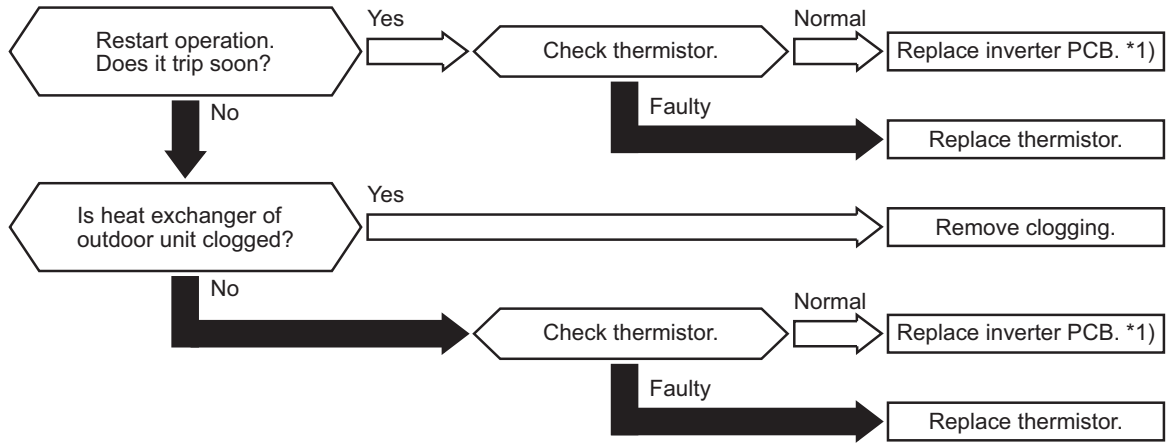 Restart operation.
Does it trip soon?
Yes
Check thermistor.
Normal
Replace inverter PCB. *1)
Faulty
Replace thermistor.
No
Is heat exchanger of
outdoor unit clogged?
Yes
Remove clogging.
No
Check thermistor.
Normal
Replace inverter PCB. *1)
Faulty
Replace thermistor.